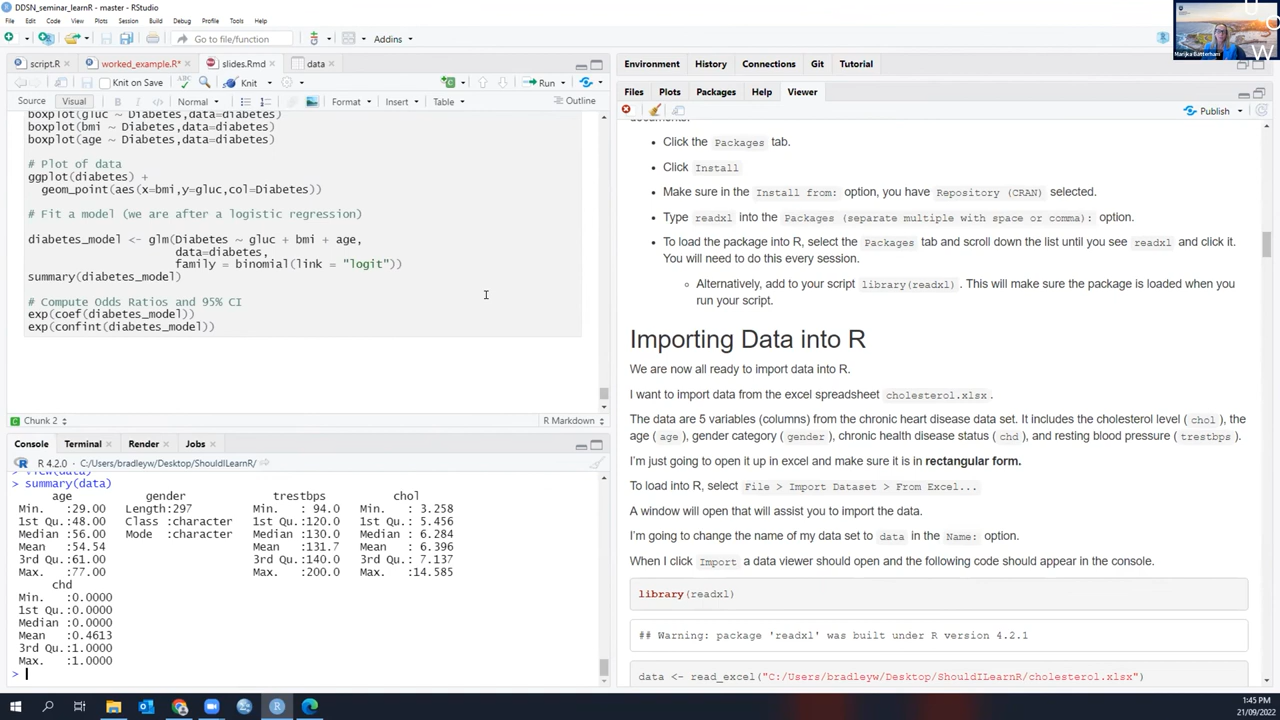 DDSN_seminar_learnR - master - RStudio
File Edit Code View Plots Session Build Debug Profile Tools Help
Go to file/function
Addins
script.R
worked_example.R*
slides.Rmd
data
Knit on Save
Knit
Run
Source Visual
B I
Normal
Format
Insert
Table
Outline
boxplot(gluc ~ Diabetes,data=diabetes)
boxplot(bmi ~ Diabetes,data=diabetes)
boxplot(age ~ Diabetes,data=diabetes)
# Plot of data
ggplot(diabetes) +
geom_point(aes(x=bmi,y=gluc,col=Diabetes))
# Fit a model (we are after a logistic regression)
diabetes_model <- glm(Diabetes ~ gluc + bmi + age,
data=diabetes,
family = binomial(link = "logit"))
summary(diabetes_model)
# Compute Odds Ratios and 95% CI
exp(coef(diabetes_model))
exp(confint(diabetes_model))
Chunk 2
R Markdown
Console Terminal Render Jobs
R 4.2.0 · C:/Users/bradleyw/Desktop/ShouldILearnR/
> View(data)
> summary(data)
age gender trestbps chol
Min. :29.00 Length:297 Min. : 94.0 Min. : 3.258
1st Qu.:48.00 Class :character 1st Qu.:120.0 1st Qu.: 5.456
Median :56.00 Mode :character Median :130.0 Median : 6.284
Mean :54.54 Mean :131.7 Mean : 6.396
3rd Qu.:61.00 3rd Qu.:140.0 3rd Qu.: 7.137
Max. :77.00 Max. :200.0 Max. :14.585
chd
Min. :0.0000
1st Qu.:0.0000
Median :0.0000
Mean :0.4613
3rd Qu.:1.0000
Max. :1.0000
>
Environment History Connections Git Tutorial
Files Plots Packages Help Viewer
Publish
documents.
Click the Packages tab.
Click Install
Make sure in the Install from: option, you have Repository (CRAN) selected.
Type readxl into the Packages (separate multiple with space or comma): option.
To load the package into R, select the Packages tab and scroll down the list until you see readxl and click it.
You will need to do this every session.
Alternatively, add to your script library(readxl). This will make sure the package is loaded when you
run your script.
Importing Data into R
We are now all ready to import data into R.
I want to import data from the excel spreadsheet cholesterol.xlsx.
The data are 5 variables (columns) from the chronic heart disease data set. It includes the cholesterol level (chol), the
age (age), gender category (gender), chronic health disease status (chd), and resting blood pressure (trestbps).
I'm just going to open it up in excel and make sure it is in rectangular form.
To load into R, select File > Import Dataset > From Excel...
A window will open that will assist you to import the data.
I'm going to change the name of my data set to data in the Name: option.
When I click Import a data viewer should open and the following code should appear in the console.
library(readxl)
## Warning: package 'readxl' was built under R version 4.2.1
data <- read_excel("C:/Users/bradleyw/Desktop/ShouldILearnR/cholesterol.xlsx")
Marijka Batterham
1:45 PM
21/09/2022